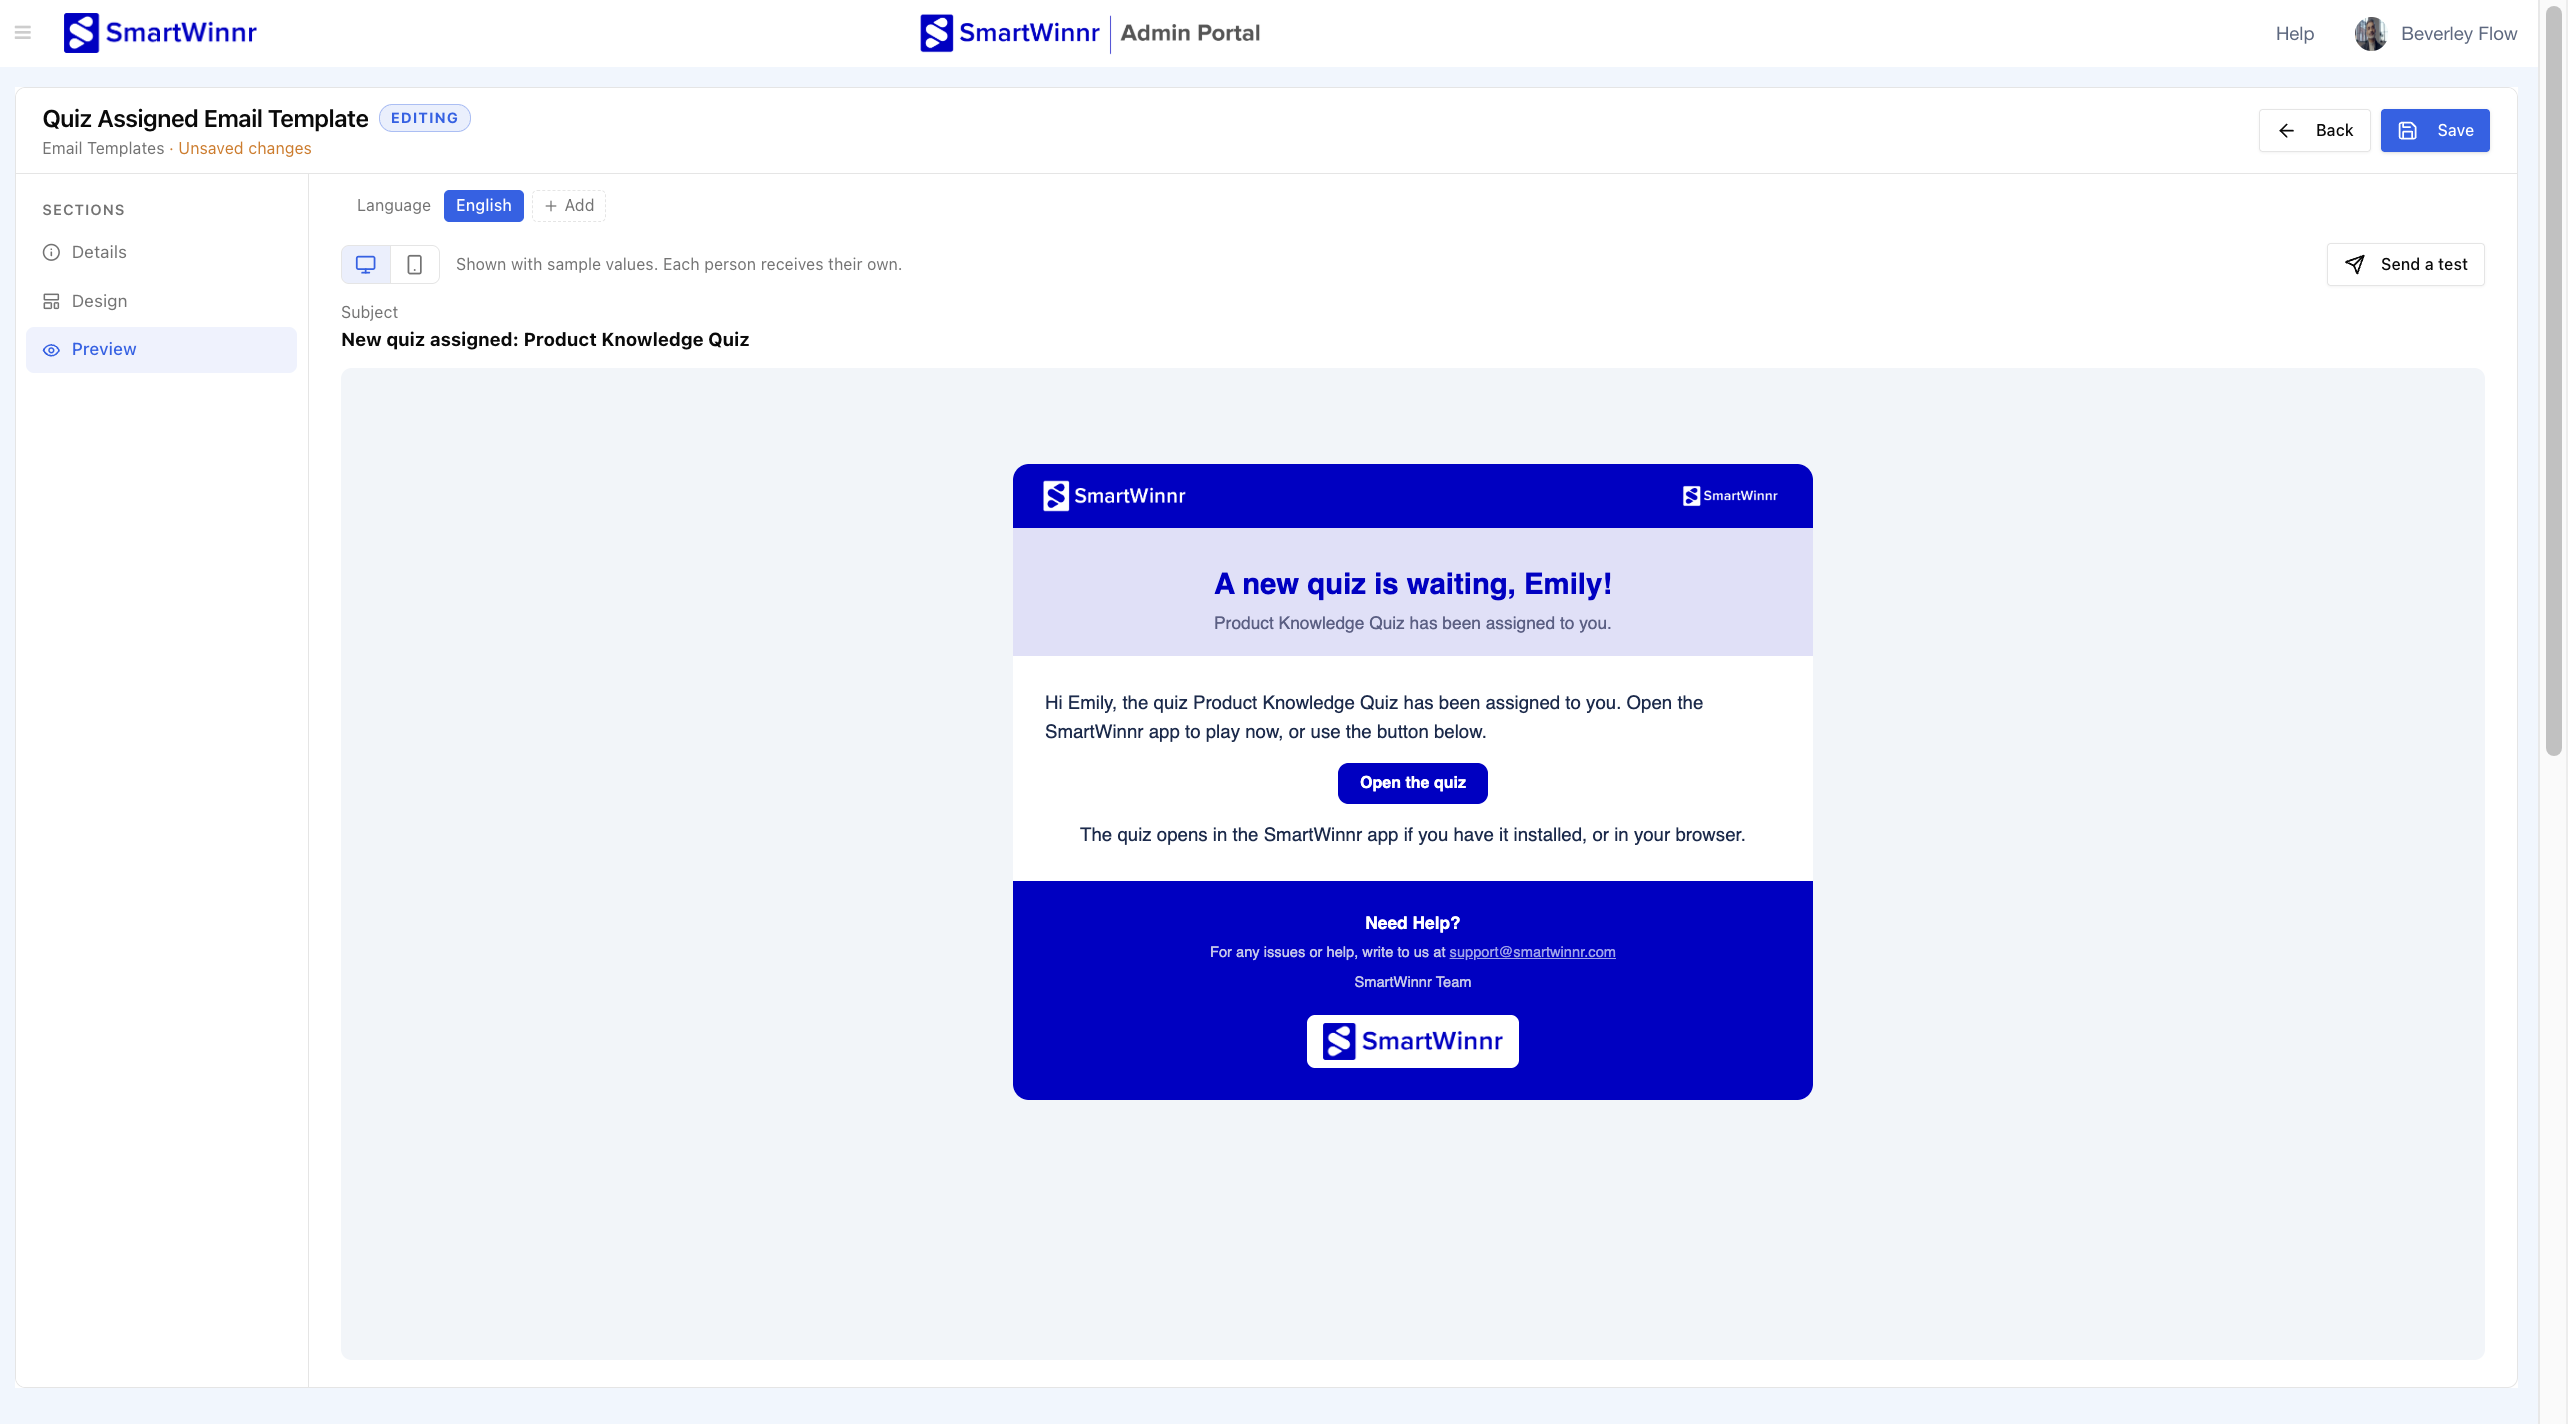 SmartWinnr
SmartWinnr | Admin Portal
Help
Beverley Flow
Quiz Assigned Email Template
EDITING
Email Templates · Unsaved changes
Back
Save
SECTIONS
Details
Design
Preview
Language
English
+ Add
Shown with sample values. Each person receives their own.
Send a test
Subject
New quiz assigned: Product Knowledge Quiz
SmartWinnr
SmartWinnr
A new quiz is waiting, Emily!
Product Knowledge Quiz has been assigned to you.
Hi Emily, the quiz Product Knowledge Quiz has been assigned to you. Open the
SmartWinnr app to play now, or use the button below.
Open the quiz
The quiz opens in the SmartWinnr app if you have it installed, or in your browser.
Need Help?
For any issues or help, write to us at support@smartwinnr.com
SmartWinnr Team
SmartWinnr